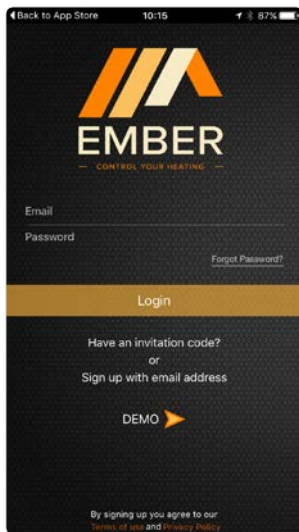 Back to App Store 10:15 87%
EMBER
CONTROL YOUR HEATING
Email
Password
Forgot Password?
Login
Have an invitation code?
or
Sign up with email address
DEMO
By signing up you agree to our
Terms of use and Privacy Policy